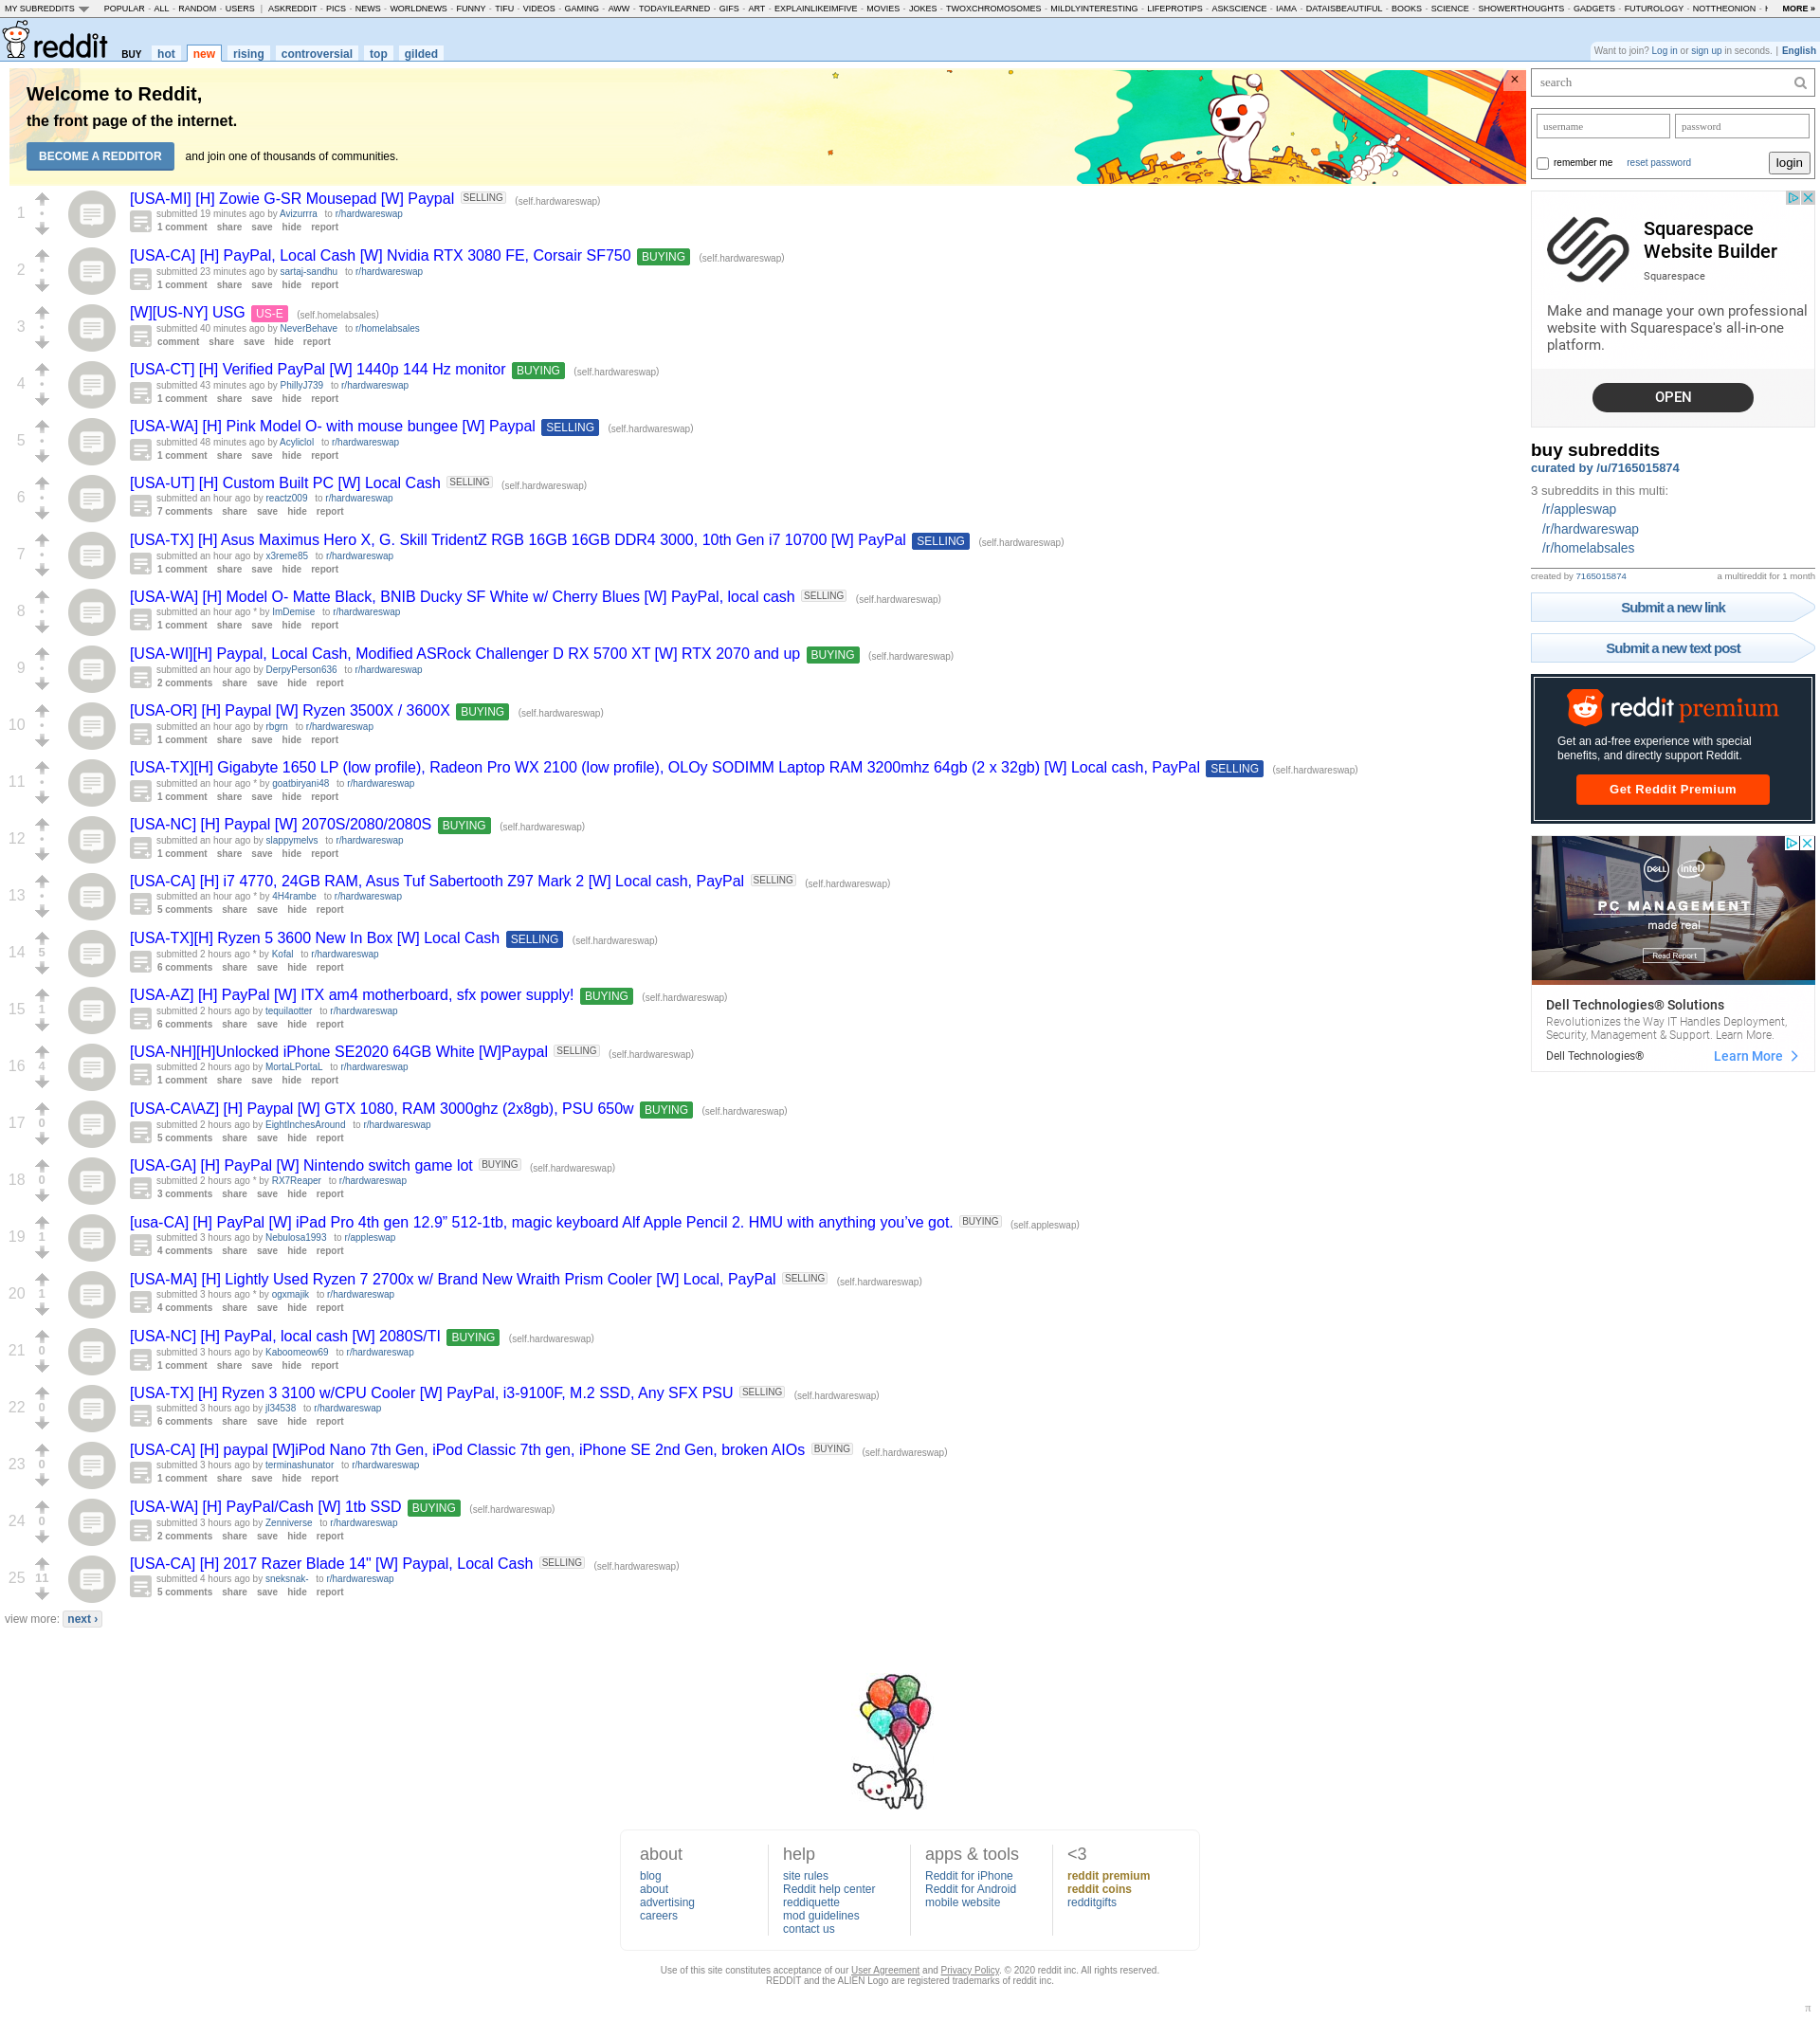 MY SUBREDDITS POPULAR - ALL - RANDOM - USERS | ASKREDDIT - PICS - NEWS - WORLDNEWS - FUNNY - TIFU - VIDEOS - GAMING - AWW - TODAYILEARNED - GIFS - ART - EXPLAINLIKEIMFIVE - MOVIES - JOKES - TWOXCHROMOSOMES - MILDLYINTERESTING - LIFEPROTIPS - ASKSCIENCE - IAMA - DATAISBEAUTIFUL - BOOKS - SCIENCE - SHOWERTHOUGHTS - GADGETS - FUTUROLOGY - NOTTHEONION - MORE »
reddit BUY hot new rising controversial top gilded
Want to join? Log in or sign up in seconds. | English
Welcome to Reddit,
the front page of the internet.
BECOME A REDDITOR and join one of thousands of communities.
×
1
[USA-MI] [H] Zowie G-SR Mousepad [W] Paypal SELLING (self.hardwareswap)
submitted 19 minutes ago by Avizurrra to r/hardwareswap
1 comment share save hide report
2
[USA-CA] [H] PayPal, Local Cash [W] Nvidia RTX 3080 FE, Corsair SF750 BUYING (self.hardwareswap)
submitted 23 minutes ago by sartaj-sandhu to r/hardwareswap
1 comment share save hide report
3
[W][US-NY] USG US-E (self.homelabsales)
submitted 40 minutes ago by NeverBehave to r/homelabsales
comment share save hide report
4
[USA-CT] [H] Verified PayPal [W] 1440p 144 Hz monitor BUYING (self.hardwareswap)
submitted 43 minutes ago by PhillyJ739 to r/hardwareswap
1 comment share save hide report
5
[USA-WA] [H] Pink Model O- with mouse bungee [W] Paypal SELLING (self.hardwareswap)
submitted 48 minutes ago by Acyliclol to r/hardwareswap
1 comment share save hide report
6
[USA-UT] [H] Custom Built PC [W] Local Cash SELLING (self.hardwareswap)
submitted an hour ago by reactz009 to r/hardwareswap
7 comments share save hide report
7
[USA-TX] [H] Asus Maximus Hero X, G. Skill TridentZ RGB 16GB 16GB DDR4 3000, 10th Gen i7 10700 [W] PayPal SELLING (self.hardwareswap)
submitted an hour ago by x3reme85 to r/hardwareswap
1 comment share save hide report
8
[USA-WA] [H] Model O- Matte Black, BNIB Ducky SF White w/ Cherry Blues [W] PayPal, local cash SELLING (self.hardwareswap)
submitted an hour ago * by ImDemise to r/hardwareswap
1 comment share save hide report
9
[USA-WI][H] Paypal, Local Cash, Modified ASRock Challenger D RX 5700 XT [W] RTX 2070 and up BUYING (self.hardwareswap)
submitted an hour ago by DerpyPerson636 to r/hardwareswap
2 comments share save hide report
10
[USA-OR] [H] Paypal [W] Ryzen 3500X / 3600X BUYING (self.hardwareswap)
submitted an hour ago by rbgrn to r/hardwareswap
1 comment share save hide report
11
[USA-TX][H] Gigabyte 1650 LP (low profile), Radeon Pro WX 2100 (low profile), OLOy SODIMM Laptop RAM 3200mhz 64gb (2 x 32gb) [W] Local cash, PayPal SELLING (self.hardwareswap)
submitted an hour ago * by goatbiryani48 to r/hardwareswap
1 comment share save hide report
12
[USA-NC] [H] Paypal [W] 2070S/2080/2080S BUYING (self.hardwareswap)
submitted an hour ago by slappymelvs to r/hardwareswap
1 comment share save hide report
13
[USA-CA] [H] i7 4770, 24GB RAM, Asus Tuf Sabertooth Z97 Mark 2 [W] Local cash, PayPal SELLING (self.hardwareswap)
submitted an hour ago * by 4H4rambe to r/hardwareswap
5 comments share save hide report
14 5
[USA-TX][H] Ryzen 5 3600 New In Box [W] Local Cash SELLING (self.hardwareswap)
submitted 2 hours ago * by Kofal to r/hardwareswap
6 comments share save hide report
15 1
[USA-AZ] [H] PayPal [W] ITX am4 motherboard, sfx power supply! BUYING (self.hardwareswap)
submitted 2 hours ago by tequilaotter to r/hardwareswap
6 comments share save hide report
16 4
[USA-NH][H]Unlocked iPhone SE2020 64GB White [W]Paypal SELLING (self.hardwareswap)
submitted 2 hours ago by MortaLPortaL to r/hardwareswap
1 comment share save hide report
17 0
[USA-CA\AZ] [H] Paypal [W] GTX 1080, RAM 3000ghz (2x8gb), PSU 650w BUYING (self.hardwareswap)
submitted 2 hours ago by EightInchesAround to r/hardwareswap
5 comments share save hide report
18 0
[USA-GA] [H] PayPal [W] Nintendo switch game lot BUYING (self.hardwareswap)
submitted 2 hours ago * by RX7Reaper to r/hardwareswap
3 comments share save hide report
19 1
[usa-CA] [H] PayPal [W] iPad Pro 4th gen 12.9” 512-1tb, magic keyboard Alf Apple Pencil 2. HMU with anything you’ve got. BUYING (self.appleswap)
submitted 3 hours ago by Nebulosa1993 to r/appleswap
4 comments share save hide report
20 1
[USA-MA] [H] Lightly Used Ryzen 7 2700x w/ Brand New Wraith Prism Cooler [W] Local, PayPal SELLING (self.hardwareswap)
submitted 3 hours ago * by ogxmajik to r/hardwareswap
4 comments share save hide report
21 0
[USA-NC] [H] PayPal, local cash [W] 2080S/TI BUYING (self.hardwareswap)
submitted 3 hours ago by Kaboomeow69 to r/hardwareswap
1 comment share save hide report
22 0
[USA-TX] [H] Ryzen 3 3100 w/CPU Cooler [W] PayPal, i3-9100F, M.2 SSD, Any SFX PSU SELLING (self.hardwareswap)
submitted 3 hours ago by jl34538 to r/hardwareswap
6 comments share save hide report
23 0
[USA-CA] [H] paypal [W]iPod Nano 7th Gen, iPod Classic 7th gen, iPhone SE 2nd Gen, broken AIOs BUYING (self.hardwareswap)
submitted 3 hours ago by terminashunator to r/hardwareswap
1 comment share save hide report
24 0
[USA-WA] [H] PayPal/Cash [W] 1tb SSD BUYING (self.hardwareswap)
submitted 3 hours ago by Zenniverse to r/hardwareswap
2 comments share save hide report
25 11
[USA-CA] [H] 2017 Razer Blade 14" [W] Paypal, Local Cash SELLING (self.hardwareswap)
submitted 4 hours ago by sneksnak- to r/hardwareswap
5 comments share save hide report
view more: next ›
search
username password
remember me reset password login
Squarespace
Website Builder
Squarespace
Make and manage your own professional
website with Squarespace's all-in-one
platform.
OPEN
buy subreddits
curated by /u/7165015874
3 subreddits in this multi:
/r/appleswap
/r/hardwareswap
/r/homelabsales
created by 7165015874 a multireddit for 1 month
Submit a new link
Submit a new text post
reddit premium
Get an ad-free experience with special
benefits, and directly support Reddit.
Get Reddit Premium
DELL intel
PC MANAGEMENT
made real
Read Report
Dell Technologies® Solutions
Revolutionizes the Way IT Handles Deployment,
Security, Management & Support. Learn More.
Dell Technologies® Learn More
about
blog
about
advertising
careers
help
site rules
Reddit help center
reddiquette
mod guidelines
contact us
apps & tools
Reddit for iPhone
Reddit for Android
mobile website
<3
reddit premium
reddit coins
redditgifts
Use of this site constitutes acceptance of our User Agreement and Privacy Policy. © 2020 reddit inc. All rights reserved.
REDDIT and the ALIEN Logo are registered trademarks of reddit inc.
π